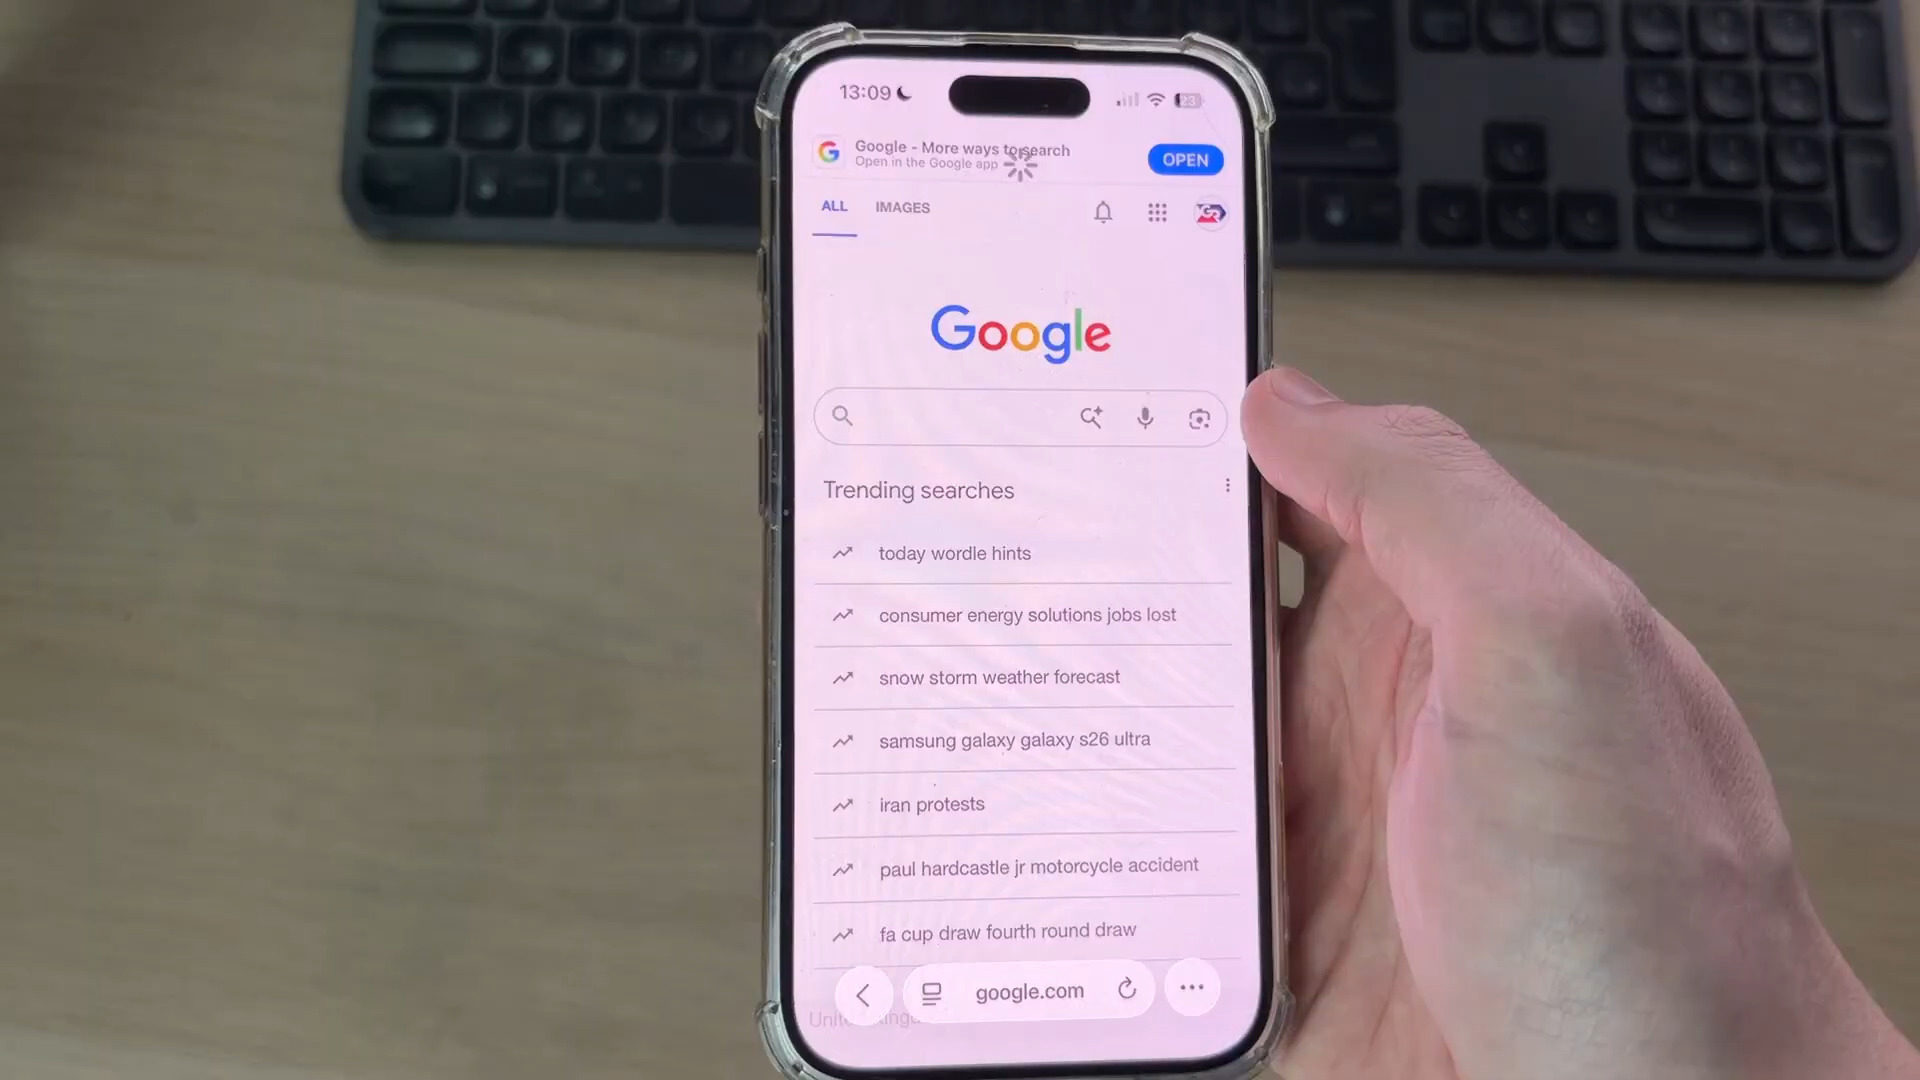 13:09
23
Google - More ways to search
Open in the Google app
OPEN
ALL IMAGES
Google
Trending searches
today wordle hints
consumer energy solutions jobs lost
snow storm weather forecast
samsung galaxy galaxy s26 ultra
iran protests
paul hardcastle jr motorcycle accident
fa cup draw fourth round draw
google.com